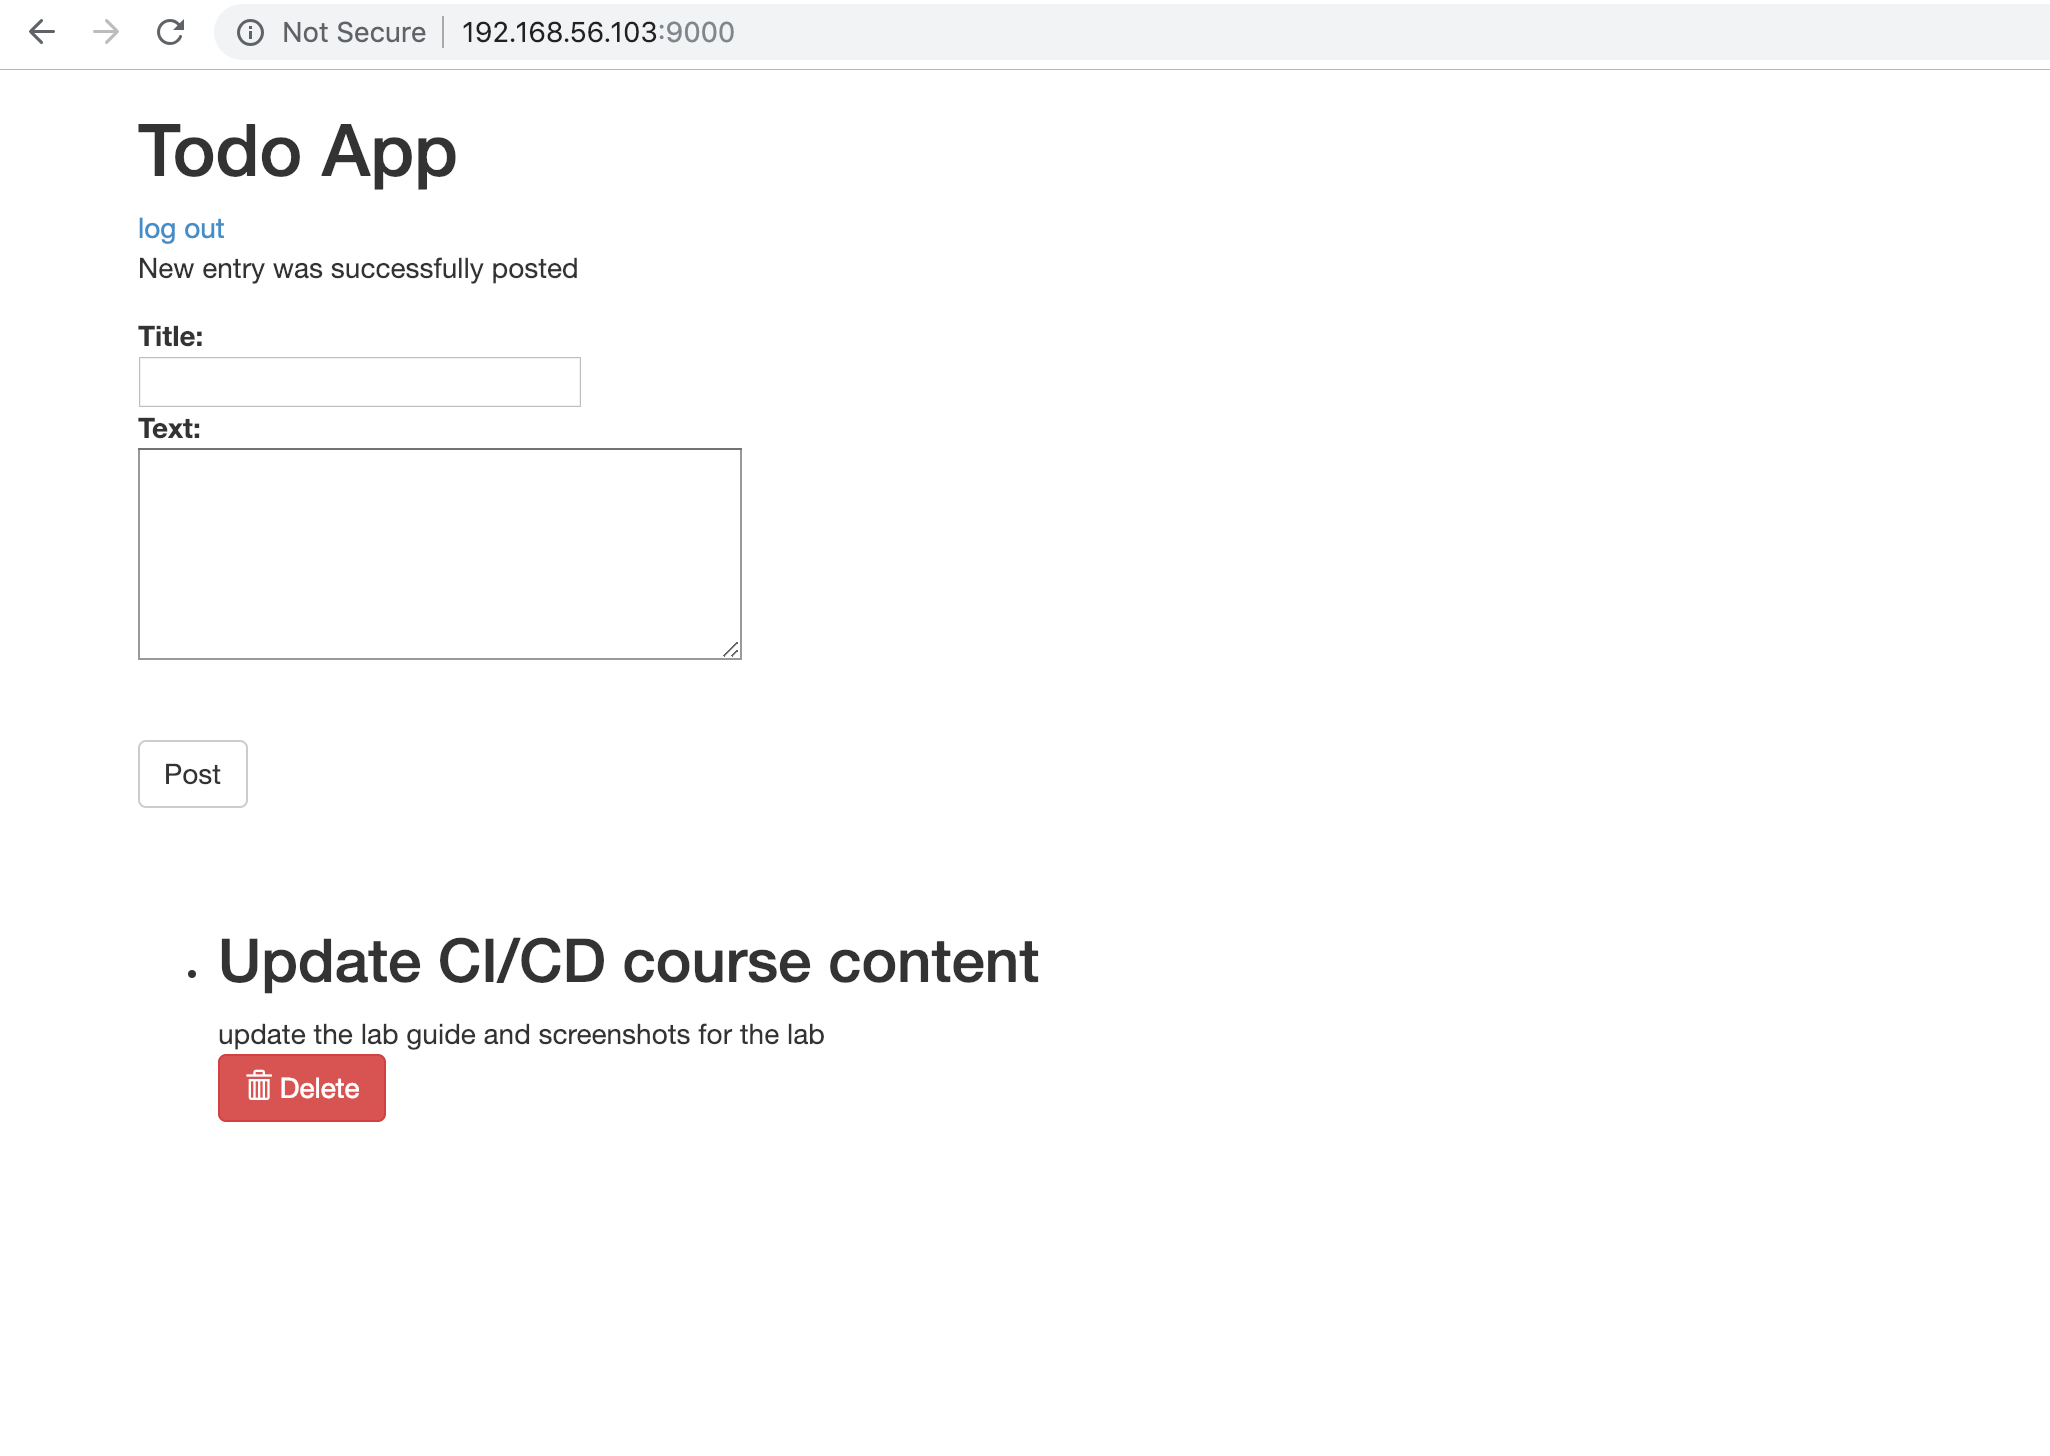 Not Secure 192.168.56.103:9000
Todo App
log out
New entry was successfully posted
Title:
Text:
Post
Update CI/CD course content
update the lab guide and screenshots for the lab
Delete